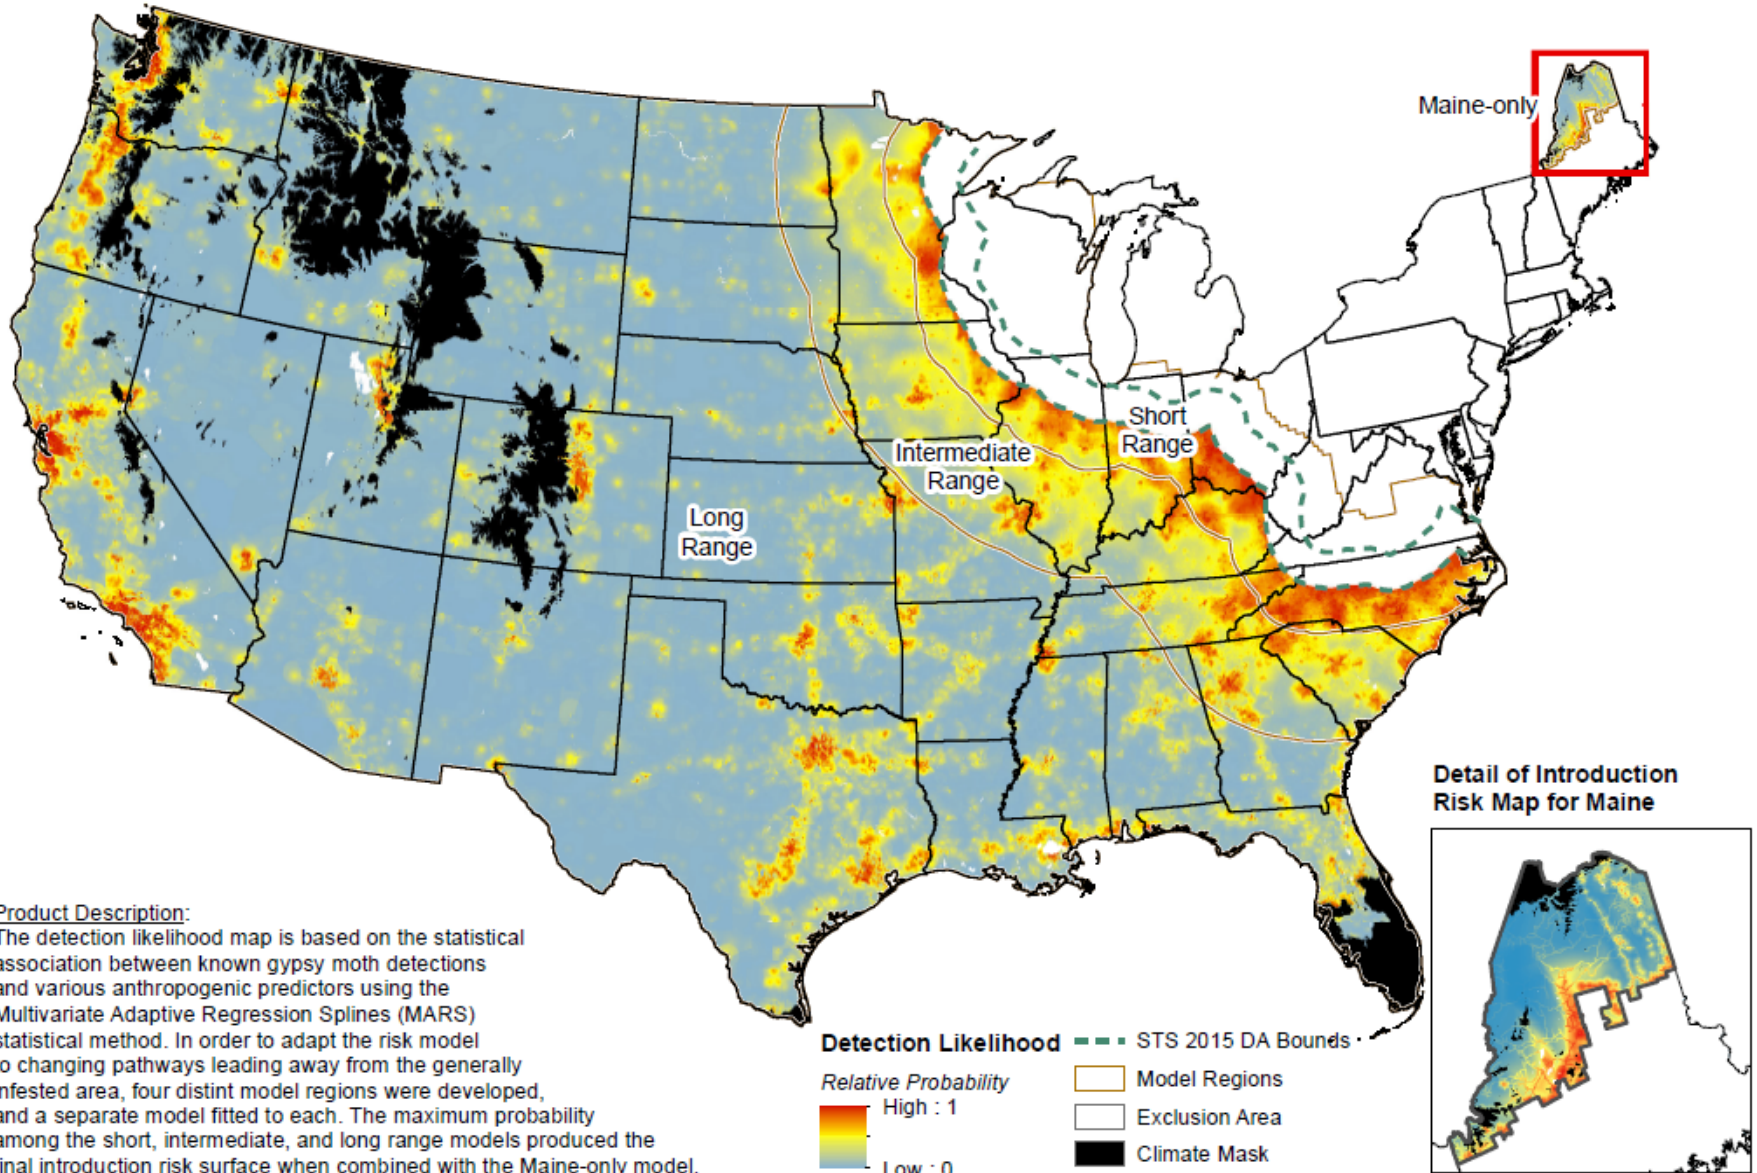 Maine-only
Short
Range
Intermediate
Range
Long
Range
Detail of Introduction
Risk Map for Maine
Product Description:
The detection likelihood map is based on the statistical
association between known gypsy moth detections
and various anthropogenic predictors using the
Multivariate Adaptive Regression Splines (MARS)
statistical method. In order to adapt the risk model
to changing pathways leading away from the generally
infested area, four distint model regions were developed,
and a separate model fitted to each. The maximum probability
among the short, intermediate, and long range models produced the
final introduction risk surface when combined with the Maine-only model.
Detection Likelihood
Relative Probability
High : 1
Low : 0
STS 2015 DA Bounds
Model Regions
Exclusion Area
Climate Mask